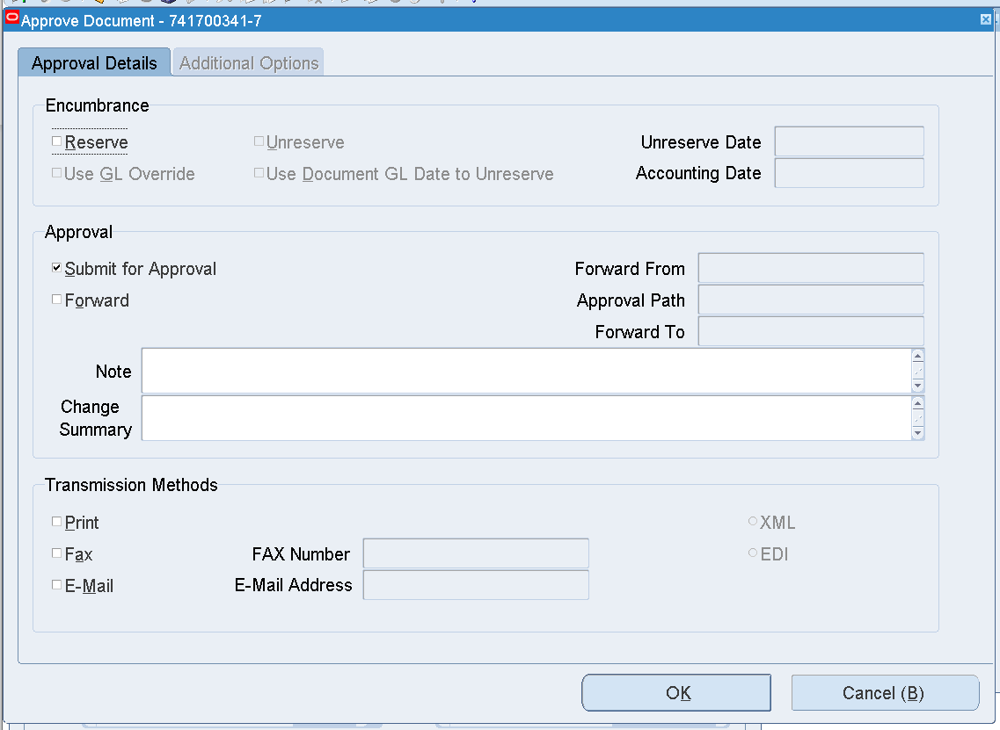 Approve Document - 741700341-7
Approval Details Additional Options
Encumbrance
Reserve Unreserve Unreserve Date
Use GL Override Use Document GL Date to Unreserve Accounting Date
Approval
Submit for Approval Forward From
Forward Approval Path
Forward To
Note
Change
Summary
Transmission Methods
Print XML
Fax FAX Number EDI
E-Mail E-Mail Address
OK Cancel (B)